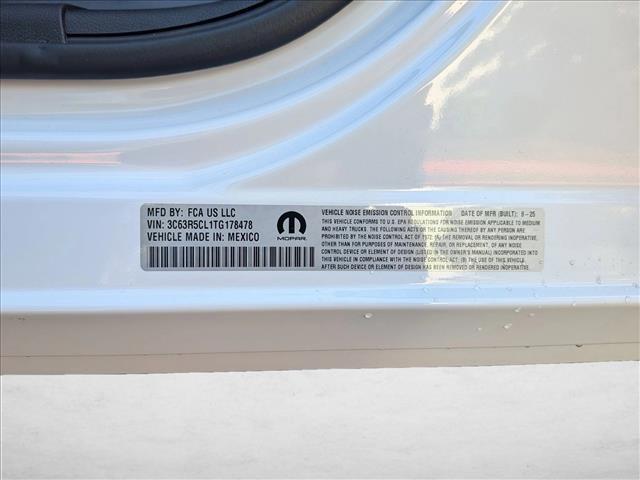 MFD BY: FCA US LLC
VIN: 3C63R5CL1TG178478
VEHICLE MADE IN: MEXICO
MOPAR
VEHICLE NOISE EMISSION CONTROL INFORMATION DATE OF MFR (BUILT): 8-25
THIS VEHICLE CONFORMS TO U.S. EPA REGULATIONS FOR NOISE EMISSION APPLICABLE TO MEDIUM
AND HEAVY TRUCKS. THE FOLLOWING ACTS OR THE CAUSING THEREOF BY ANY PERSON
ARE PROHIBITED BY THE NOISE CONTROL ACT OF 1972. (A) THE REMOVAL OR RENDERING INOPERATIVE,
OTHER THAN FOR PURPOSES OF MAINTENANCE, REPAIR, OR REPLACEMENT, OF ANY NOISE
CONTROL DEVICE OR ELEMENT OF DESIGN (LISTED IN THE OWNER'S MANUAL) INCORPORATED INTO
THIS VEHICLE IN COMPLIANCE WITH THE NOISE CONTROL ACT; (B) THE USE OF THIS VEHICLE
AFTER SUCH DEVICE OR ELEMENT OF DESIGN HAS BEEN REMOVED OR RENDERED INOPERATIVE.